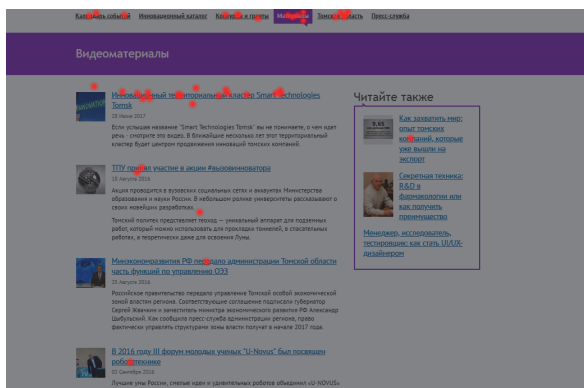 Календарь событий Инновационный каталог Конкурсы и гранты Материалы Томская область Пресс-служба
Видеоматериалы
Инновационный территориальный кластер Smart Technologies
Tomsk
28 Июня 2017
Если услышав название "Smart Technologies Tomsk" вы не понимаете, о чем идет
речь - смотрите это видео. В ближайшие несколько лет этот территориальный
кластер будет центром продвижения инноваций томских компаний.
ТПУ принял участие в акции #вызовинноватора
10 Августа 2016
Акция проводится в вузовских социальных сетях и аккаунтах Министерства
образования и науки России. В небольшом ролике университеты рассказывают о
своих новейших разработках.
Томский политех представляет геоход — уникальный аппарат для подземных
работ, который можно использовать для прокладки тоннелей, в спасательных
работах, а теоретически даже для освоения Луны.
Минэкономразвития РФ передало администрации Томской области
часть функций по управлению ОЭЗ
25 Августа 2016
Российское правительство передало управление Томской особой экономической
зоной властям региона. Соответствующие соглашение подписали губернатор
Сергей Жвачкин и заместитель министра экономического развития РФ Александр
Цыбульский. Как сообщила пресс-служба администрации региона, право
фактически управлять структурами зоны власти получат в начале 2017 года.
В 2016 году III форум молодых ученых "U-Novus" был посвящен
робототехнике
02 Сентября 2016
Лучшие умы России, смелые идеи и удивительных роботов объединил «U-NOVUS»
Читайте также
Как захватить мир:
опыт томских
компаний, которые
уже вышли на
экспорт
Секретная техника:
R&D в
фармакологии или
как получить
преимущество
Менеджер, исследователь,
тестировщик: как стать UI/UX-
дизайнером